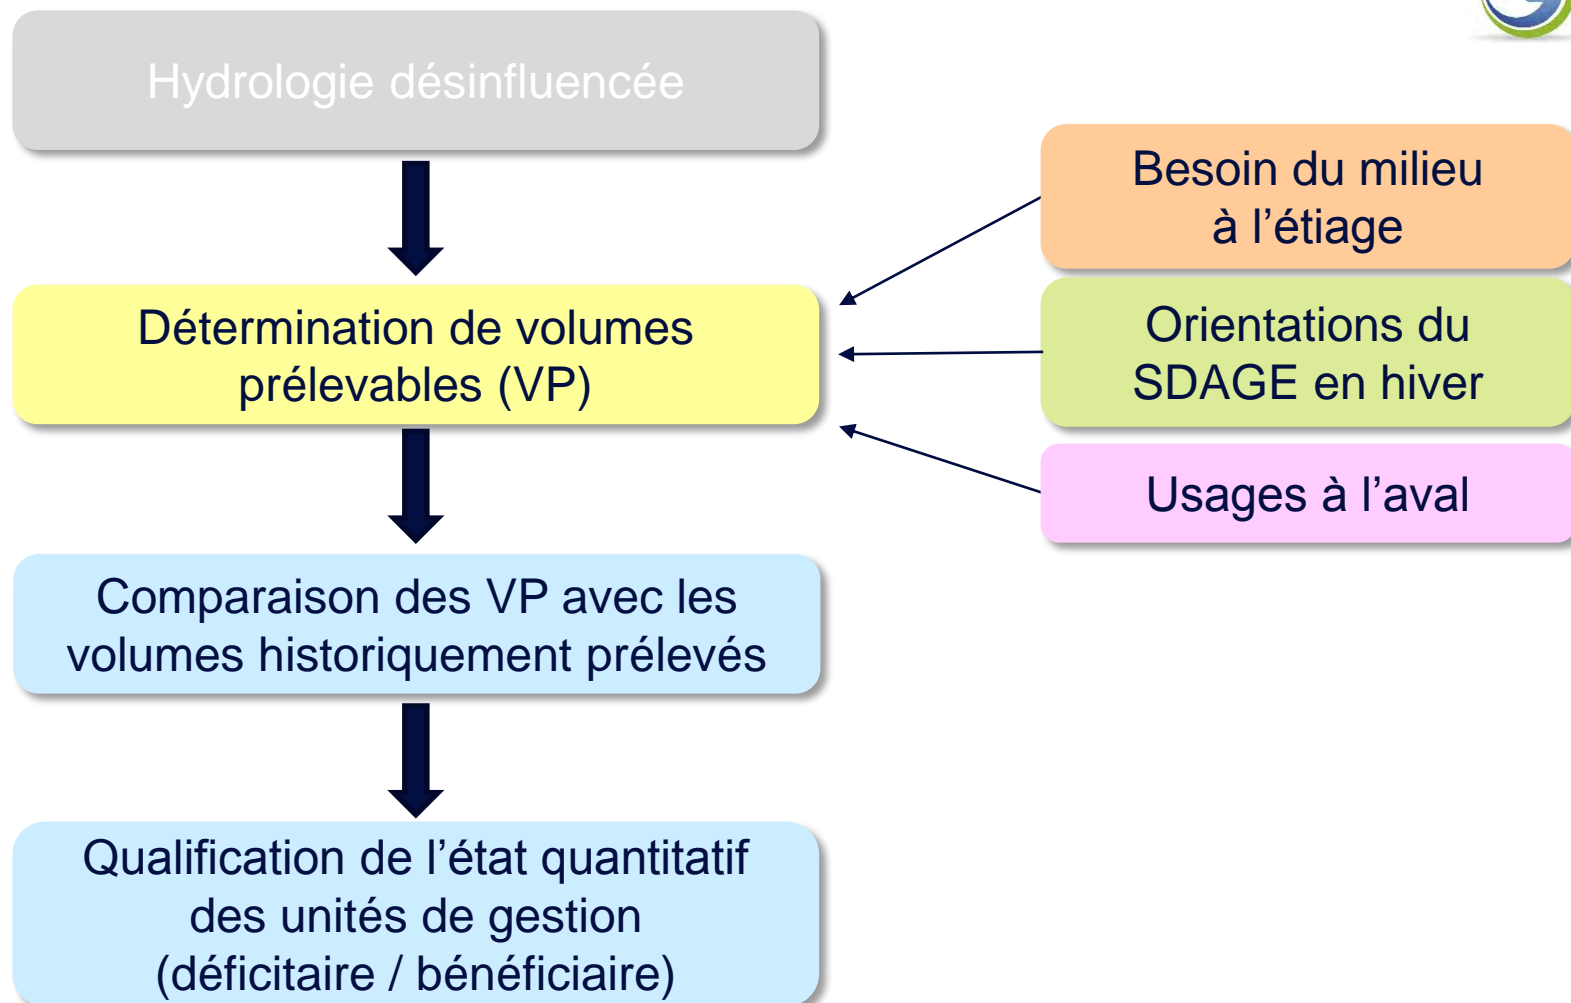 Hydrologie désinfluencée
Détermination de volumes
prélevables (VP)
Comparaison des VP avec les
volumes historiquement prélevés
Qualification de l’état quantitatif
des unités de gestion
(déficitaire / bénéficiaire)
Besoin du milieu
à l’étiage
Orientations du
SDAGE en hiver
Usages à l’aval